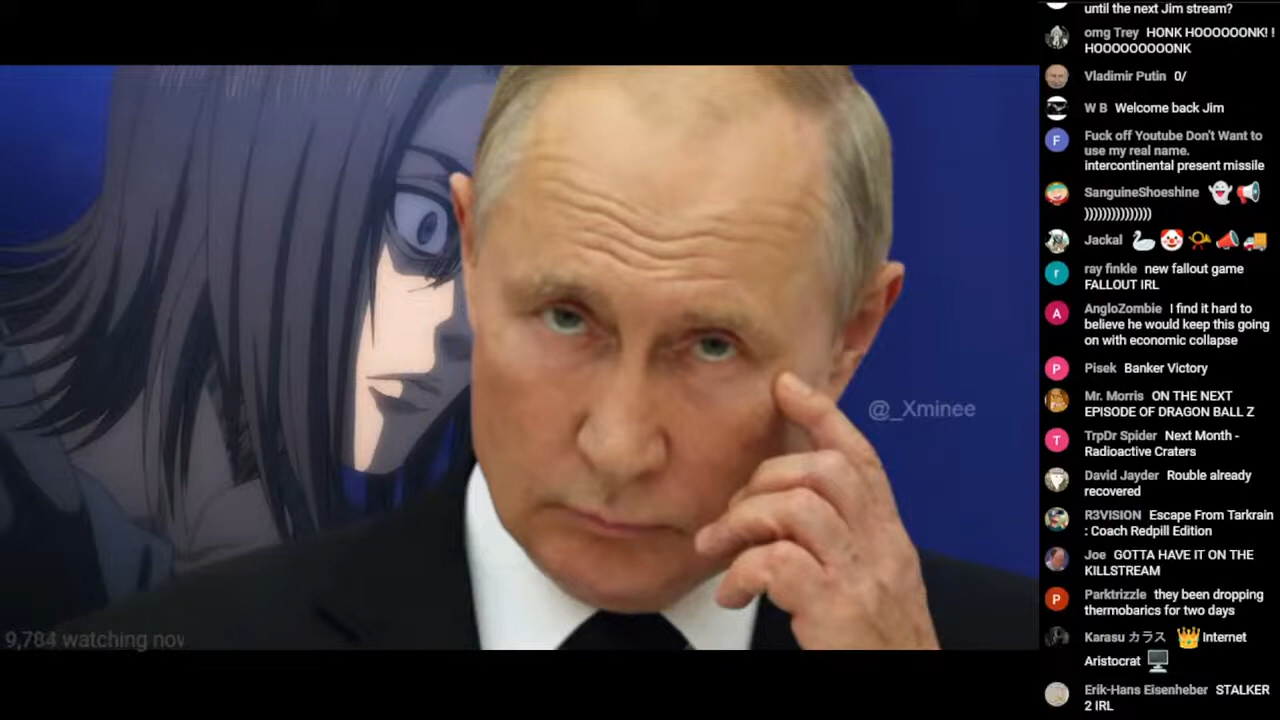 until the next Jim stream?
omg Trey HONK HOOOOOONK! !
HOOOOOOOOONK
Vladimir Putin 0/
W B Welcome back Jim
Fuck off Youtube Don't Want to
use my real name.
intercontinental present missile
SanguineShoeshine 👻📢
))))))))))))))))
Jackal 🦢🤡📯📣🚚
ray finkle new fallout game
FALLOUT IRL
AngloZombie I find it hard to
believe he would keep this going
on with economic collapse
Pisek Banker Victory
Mr. Morris ON THE NEXT
EPISODE OF DRAGON BALL Z
TrpDr Spider Next Month -
Radioactive Craters
David Jayder Rouble already
recovered
R3VISION Escape From Tarkrain
: Coach Redpill Edition
Joe GOTTA HAVE IT ON THE
KILLSTREAM
Parktrizzle they been dropping
thermobarics for two days
Karasu カラス 👑 Internet
Aristocrat 🖥️
Erik-Hans Eisenheber STALKER
2 IRL
F
r
A
P
T
P
@_Xminee
9,784 watching now